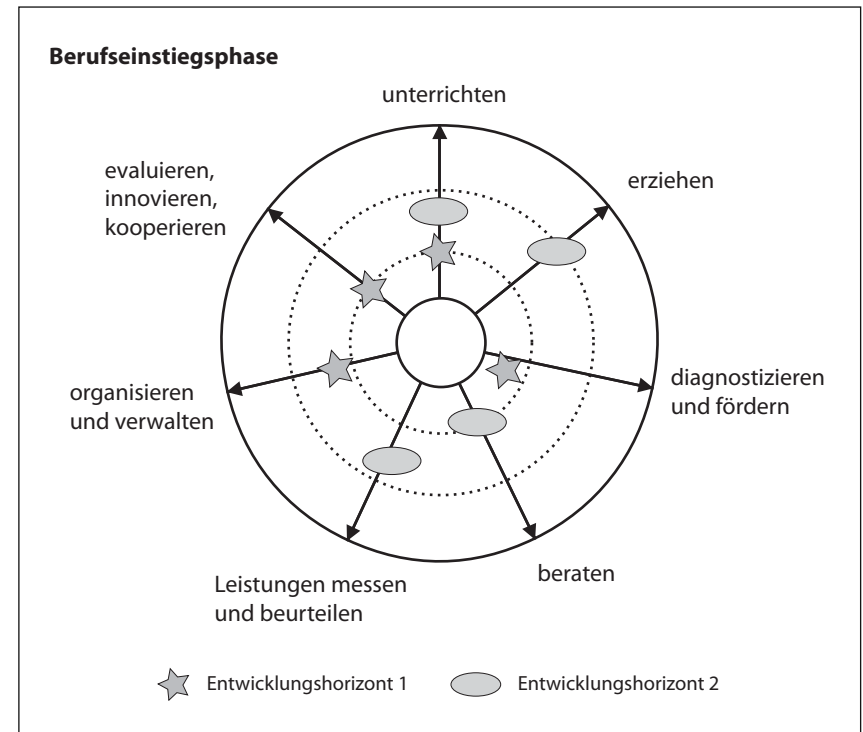 Berufseinstiegsphase
unterrichten
evaluieren,
innovieren,
kooperieren
erziehen
organisieren
und verwalten
diagnostizieren
und fördern
Leistungen messen
und beurteilen
beraten
Entwicklungshorizont 1
Entwicklungshorizont 2